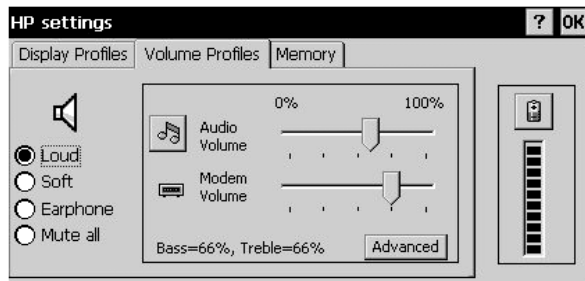 HP settings ? OK
Display Profiles Volume Profiles Memory
0% 100%
Audio
Volume
Loud
Soft
Earphone
Mute all
Modem
Volume
Bass=66%, Treble=66% Advanced